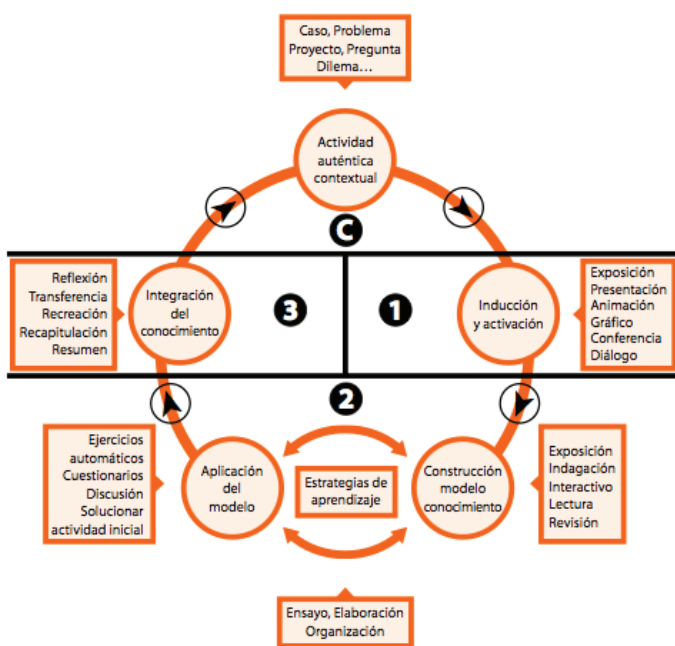 Caso, Problema
Proyecto, Pregunta
Dilema...
Actividad
auténtica
contextual
C
Reflexión
Transferencia
Recreación
Recapitulación
Resumen
Integración
del
conocimiento
3
1
Inducción
y activación
Exposición
Presentación
Animación
Gráfico
Conferencia
Diálogo
2
Ejercicios
automáticos
Cuestionarios
Discusión
Solucionar
actividad inicial
Aplicación
del
modelo
Estrategias de
aprendizaje
Construcción
modelo
conocimiento
Exposición
Indagación
Interactivo
Lectura
Revisión
Ensayo, Elaboración
Organización